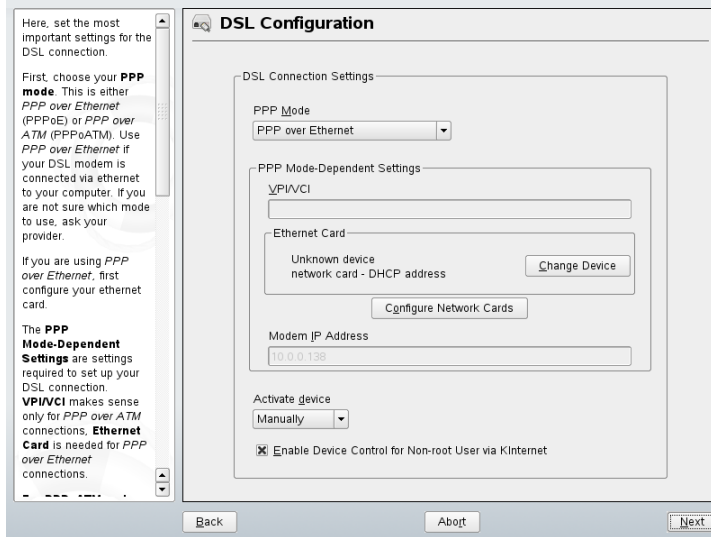 Here, set the most
important settings for the
DSL connection.
First, choose your PPP
mode. This is either
PPP over Ethernet
(PPPoE) or PPP over
ATM (PPPoATM). Use
PPP over Ethernet if
your DSL modem is
connected via ethernet
to your computer. If you
are not sure which mode
to use, ask your
provider.
If you are using PPP
over Ethernet, first
configure your ethernet
card.
The PPP
Mode-Dependent
Settings are settings
required to set up your
DSL connection.
VPI/VCI makes sense
only for PPP over ATM
connections, Ethernet
Card is needed for PPP
over Ethernet
connections.
DSL Configuration
DSL Connection Settings
PPP Mode
PPP over Ethernet
PPP Mode-Dependent Settings
VPI/VCI
Ethernet Card
Unknown device
network card - DHCP address
Change Device
Configure Network Cards
Modem IP Address
10.0.0.138
Activate device
Manually
Enable Device Control for Non-root User via KInternet
Back
Abort
Next